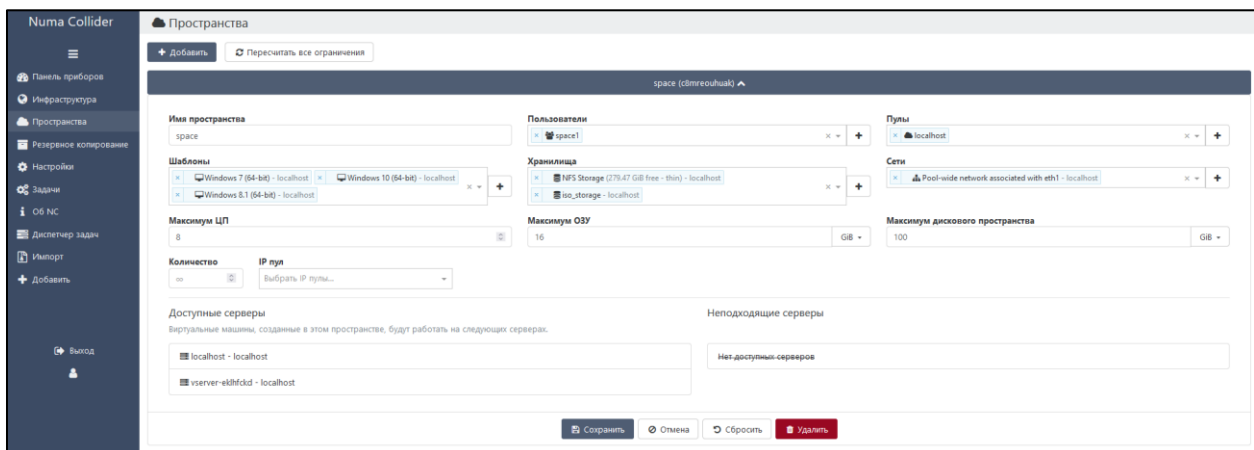 Numa Collider
Пространства
Добавить
Пересчитать все ограничения
Панель приборов
Инфраструктура
Пространства
Резервное копирование
Настройки
Задачи
Об NC
Диспетчер задач
Импорт
Добавить
Выход
space (c8mreouhuak)
Имя пространства
space
Пользователи
× space1
Пулы
× localhost
Шаблоны
× Windows 7 (64-bit) - localhost × Windows 10 (64-bit) - localhost
× Windows 8.1 (64-bit) - localhost
Хранилища
× NFS Storage (279.47 GiB free - thin) - localhost
× iso_storage - localhost
Сети
× Pool-wide network associated with eth1 - localhost
Максимум ЦП
8
Максимум ОЗУ
16 GiB
Максимум дискового пространства
100 GiB
Количество
∞
IP пул
Выбрать IP пулы...
Доступные серверы
Виртуальные машины, созданные в этом пространстве, будут работать на следующих серверах.
localhost - localhost
vserver-eklhfckd - localhost
Неподходящие серверы
Нет доступных серверов
Сохранить
Отмена
Сбросить
Удалить